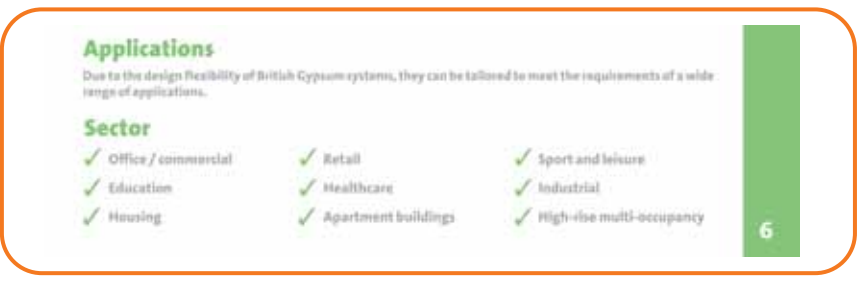 Applications
Due to the design flexibility of British Gypsum systems, they can be tailored to meet the requirements of a wide
range of applications.
Sector
✓ Office / commercial ✓ Retail ✓ Sport and leisure
✓ Education ✓ Healthcare ✓ Industrial
✓ Housing ✓ Apartment buildings ✓ High-rise multi-occupancy
6